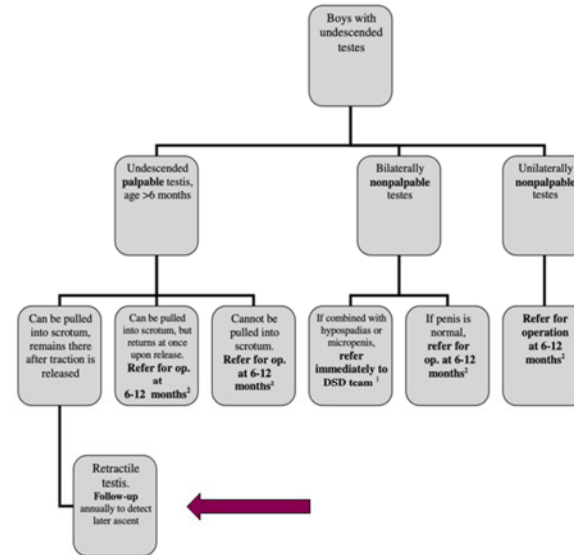 Boys with
undescended
testes
Undescended
palpable testis,
age >6 months
Bilaterally
nonpalpable
testes
Unilaterally
nonpalpable
testes
Can be pulled
into scrotum,
remains there
after traction is
released
Can be pulled
into scrotum, but
returns at once
upon release.
Refer for op.
at
6-12 months²
Cannot be
pulled into
scrotum.
Refer for op.
at 6-12
months²
If combined with
hypospadias or
micropenis,
refer
immediately to
DSD team ¹
If penis is
normal,
refer for
op. at 6-12
months²
Refer for
operation
at 6-12
months²
Retractile
testis.
Follow-up
annually to detect
later ascent